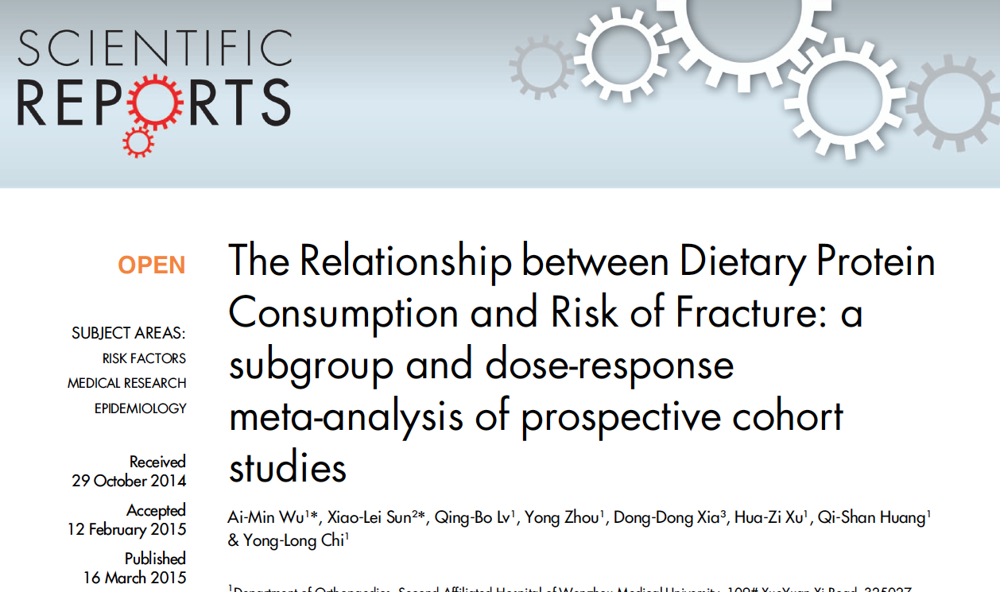 SCIENTIFIC
REPORTS
OPEN
SUBJECT AREAS:
RISK FACTORS
MEDICAL RESEARCH
EPIDEMIOLOGY
Received
29 October 2014
Accepted
12 February 2015
Published
16 March 2015
The Relationship between Dietary Protein
Consumption and Risk of Fracture: a
subgroup and dose-response
meta-analysis of prospective cohort
studies
Ai-Min Wu¹*, Xiao-Lei Sun²*, Qing-Bo Lv¹, Yong Zhou¹, Dong-Dong Xia³, Hua-Zi Xu¹, Qi-Shan Huang¹
& Yong-Long Chi¹
¹Department of Orthopaedics, Second Affiliated Hospital of Wenzhou Medical University, 109# XueYuan Xi Road, 325027,